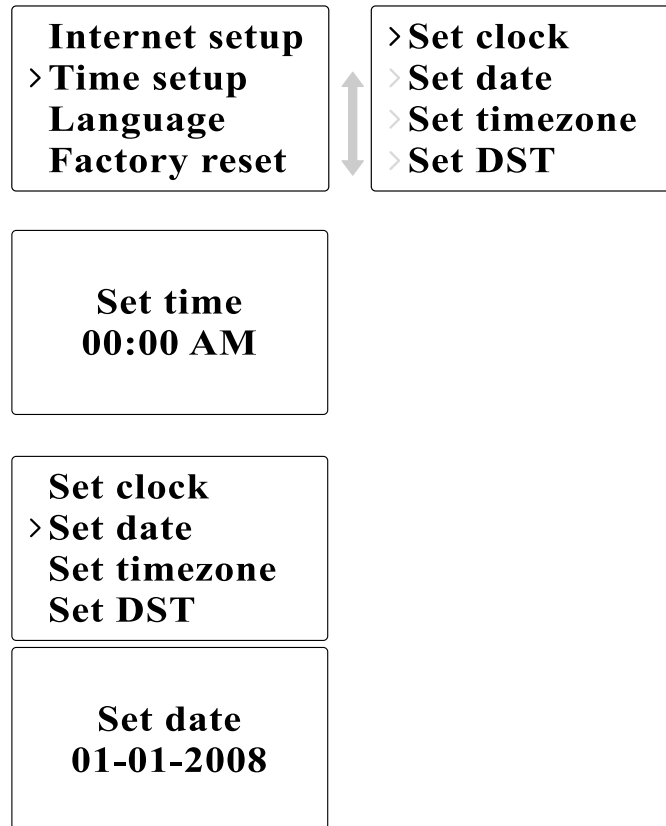 Internet setup
>Time setup
Language
Factory reset
>Set clock
>Set date
>Set timezone
>Set DST
Set time
00:00 AM
Set clock
>Set date
Set timezone
Set DST
Set date
01-01-2008